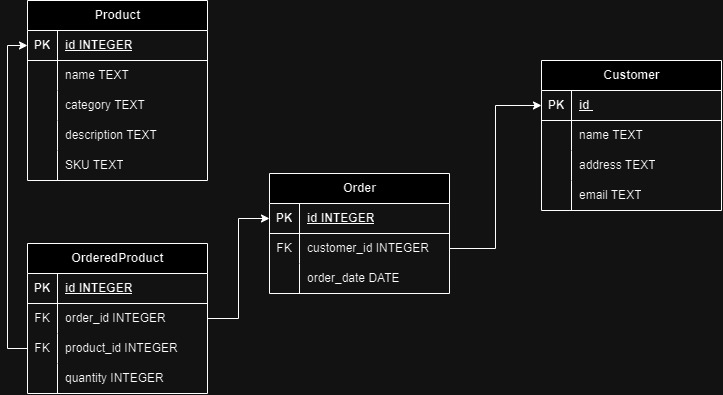 Product
PK id INTEGER
name TEXT
category TEXT
description TEXT
SKU TEXT
Customer
PK id
name TEXT
address TEXT
email TEXT
Order
PK id INTEGER
FK customer_id INTEGER
order_date DATE
OrderedProduct
PK id INTEGER
FK order_id INTEGER
FK product_id INTEGER
quantity INTEGER